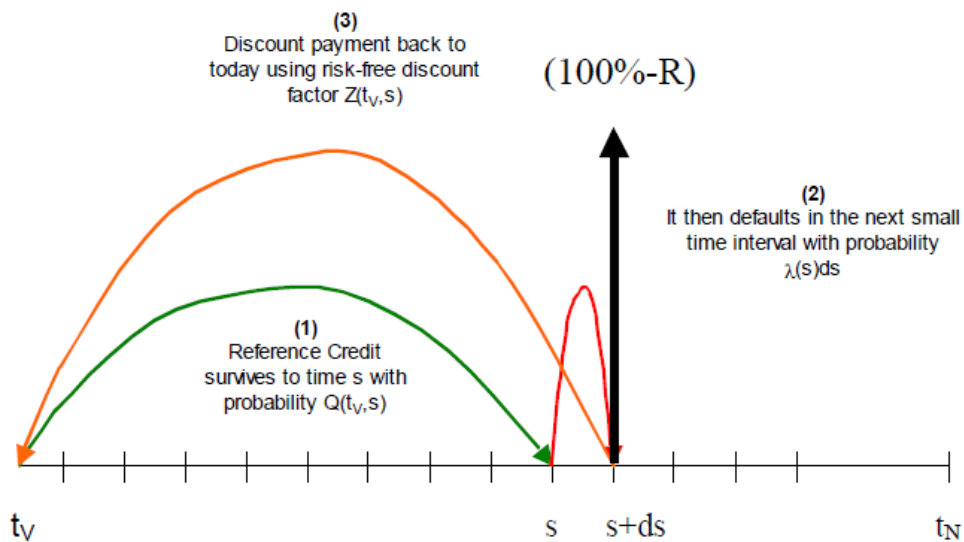 (3)
Discount payment back to
today using risk-free discount
factor Z(tV,s)
(100%-R)
(2)
It then defaults in the next small
time interval with probability
λ(s)ds
(1)
Reference Credit
survives to time s with
probability Q(tV,s)
tV
s
s+ds
tN